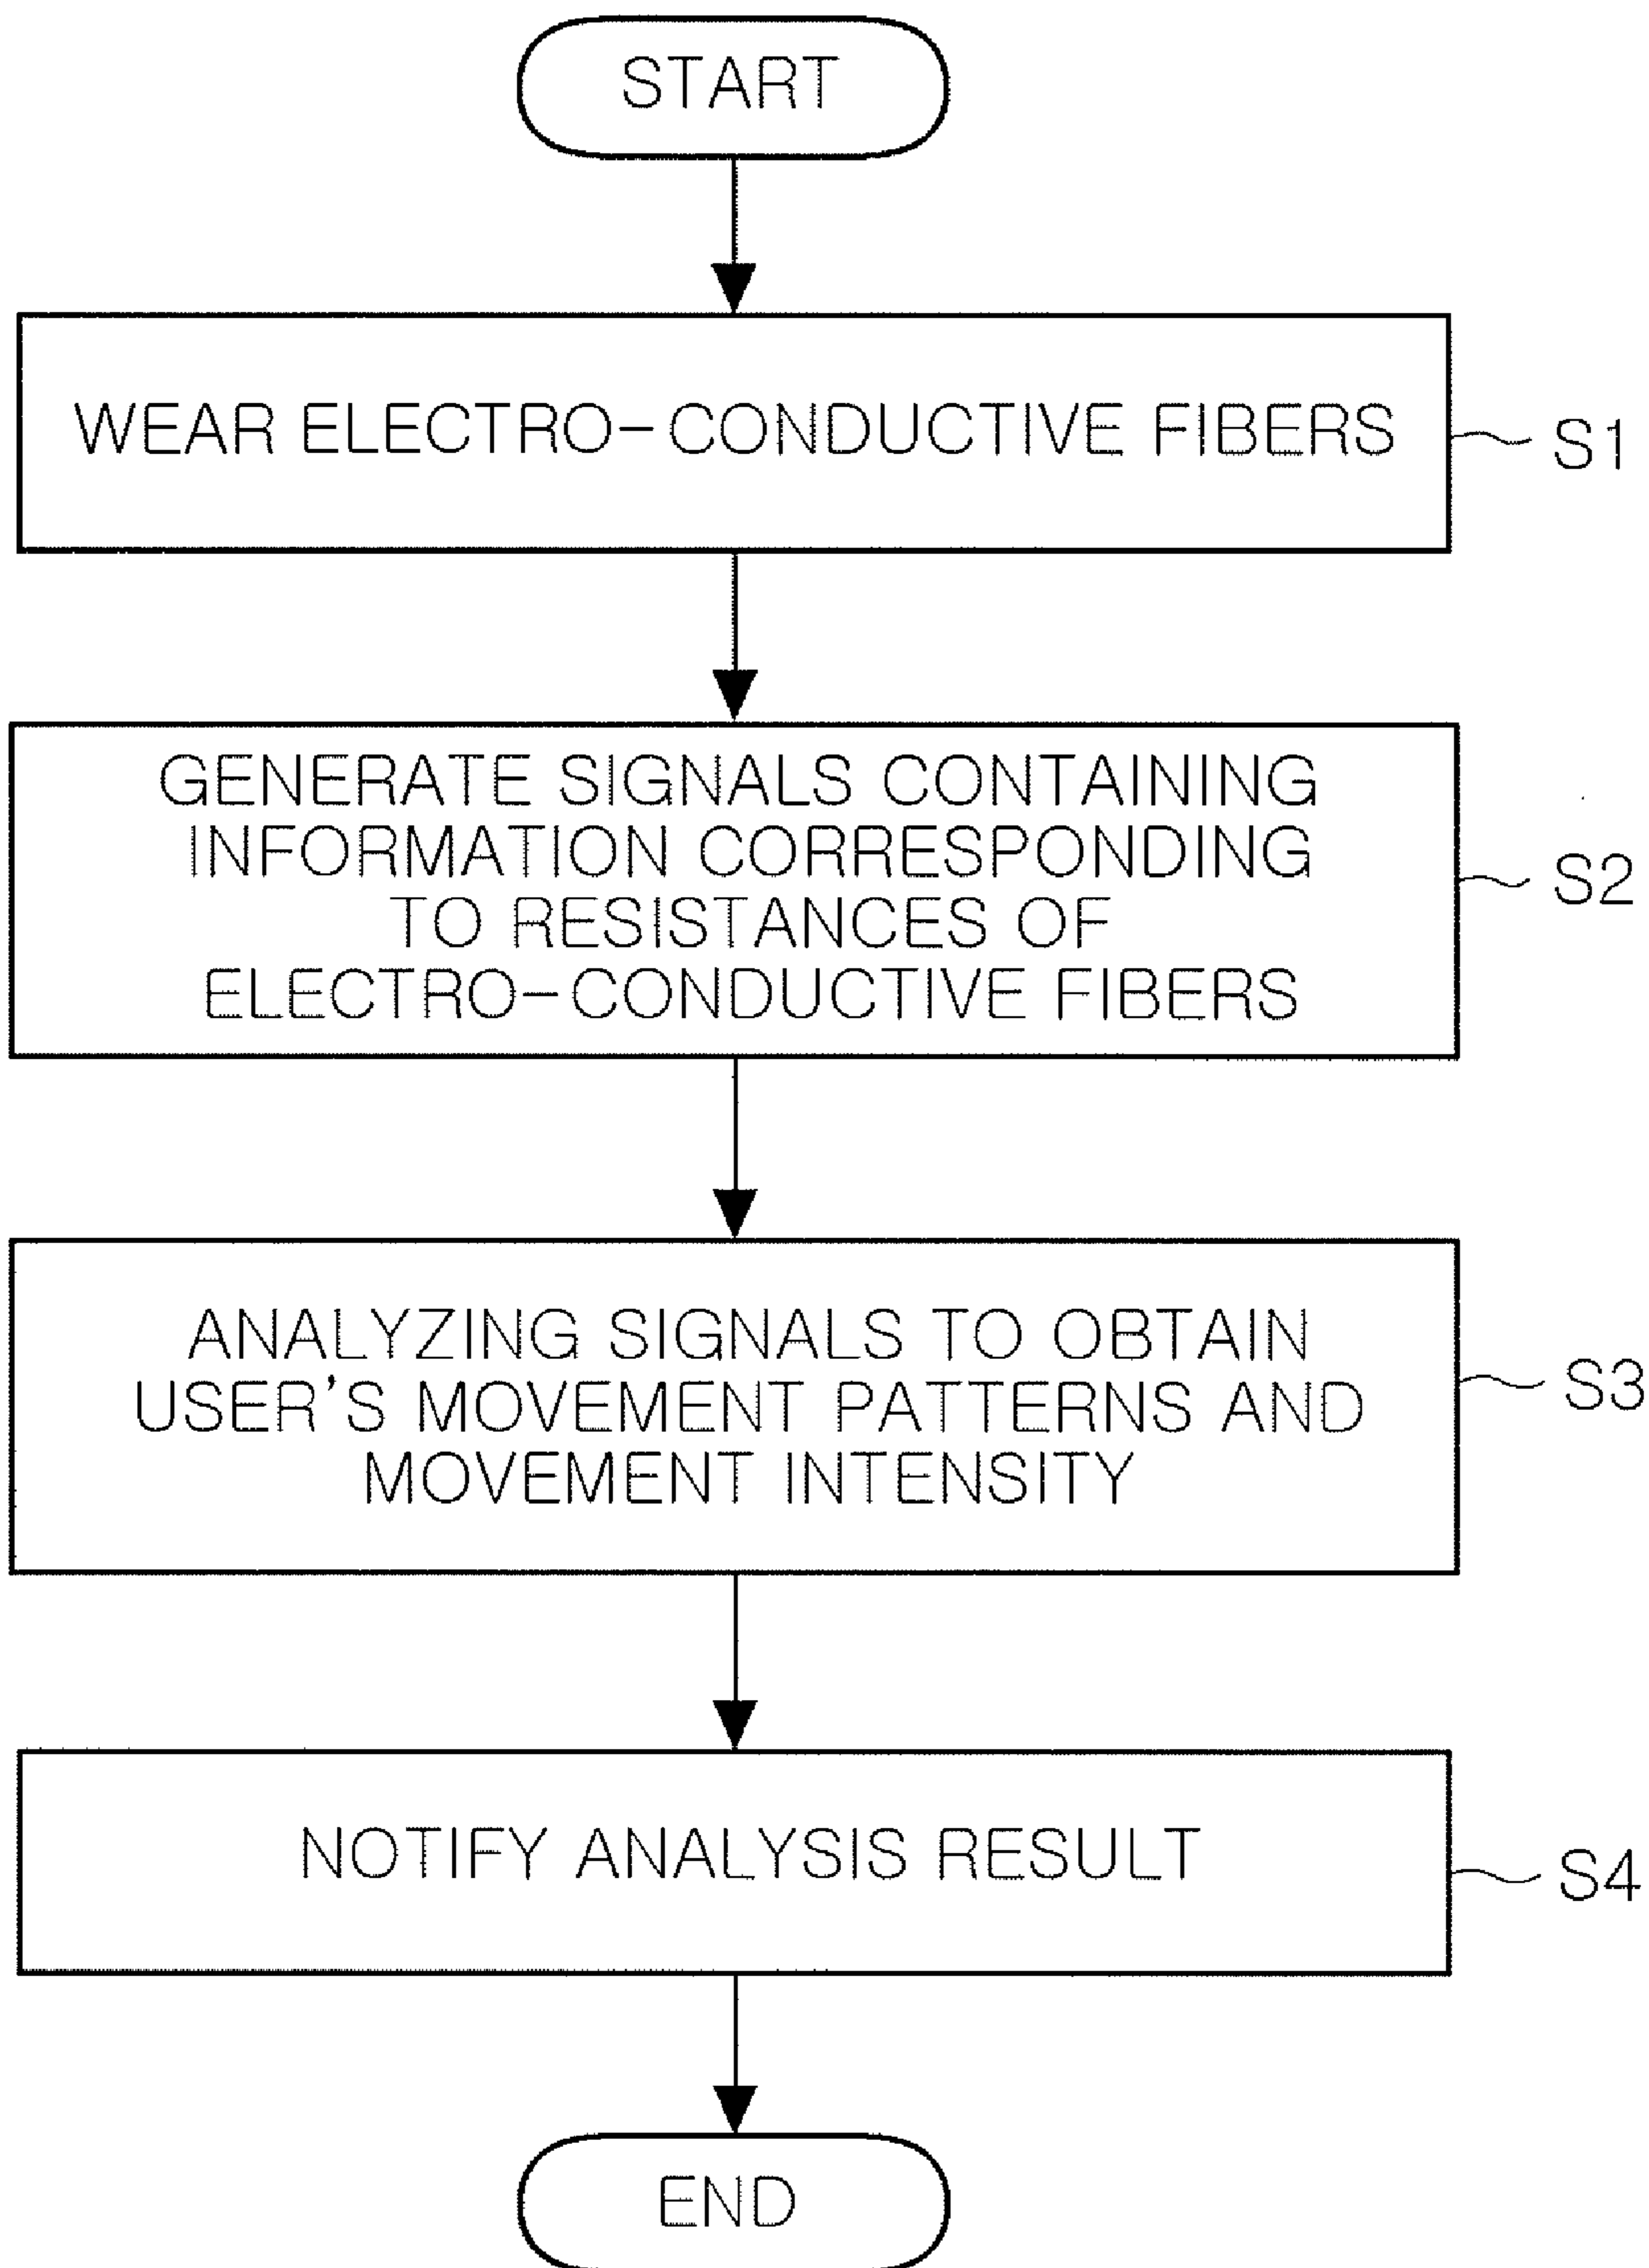 START
WEAR ELECTRO-CONDUCTIVE FIBERS
S1
GENERATE SIGNALS CONTAINING
INFORMATION CORRESPONDING
TO RESISTANCES OF
ELECTRO-CONDUCTIVE FIBERS
S2
ANALYZING SIGNALS TO OBTAIN
USER'S MOVEMENT PATTERNS AND
MOVEMENT INTENSITY
S3
NOTIFY ANALYSIS RESULT
S4
END